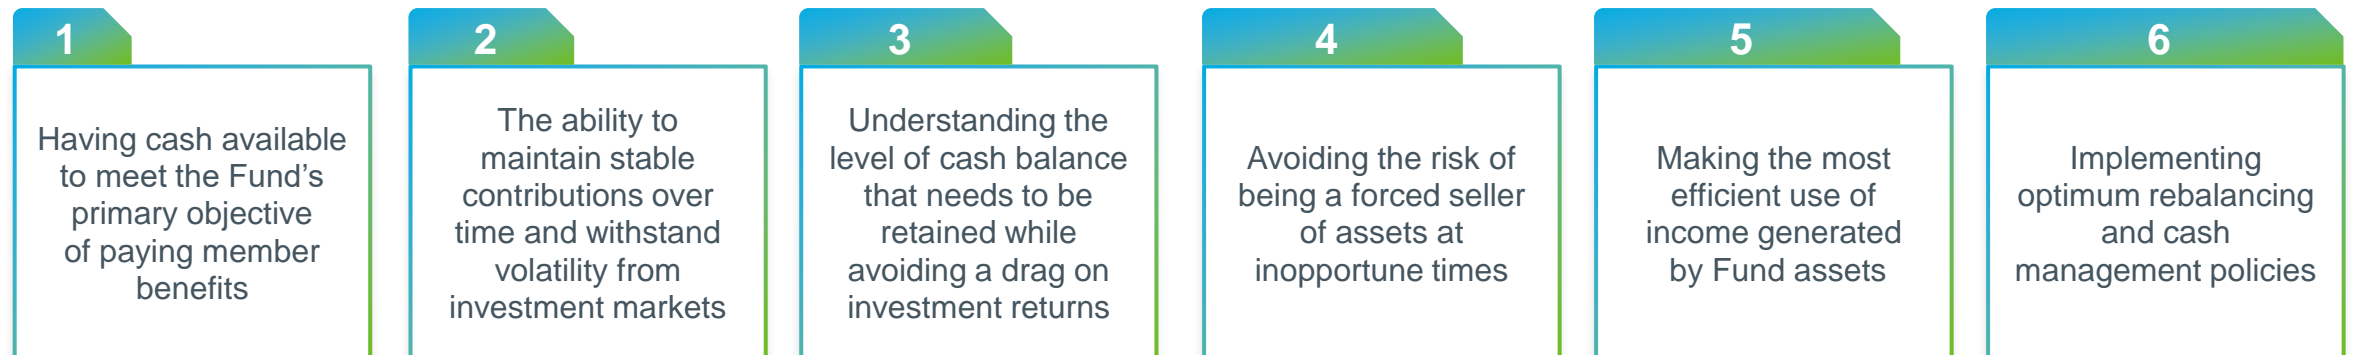 1
Having cash available
to meet the Fund’s
primary objective
of paying member
benefits
2
The ability to
maintain stable
contributions over
time and withstand
volatility from
investment markets
3
Understanding the
level of cash balance
that needs to be
retained while
avoiding a drag on
investment returns
4
Avoiding the risk of
being a forced seller
of assets at
inopportune times
5
Making the most
efficient use of
income generated
by Fund assets
6
Implementing
optimum rebalancing
and cash
management policies